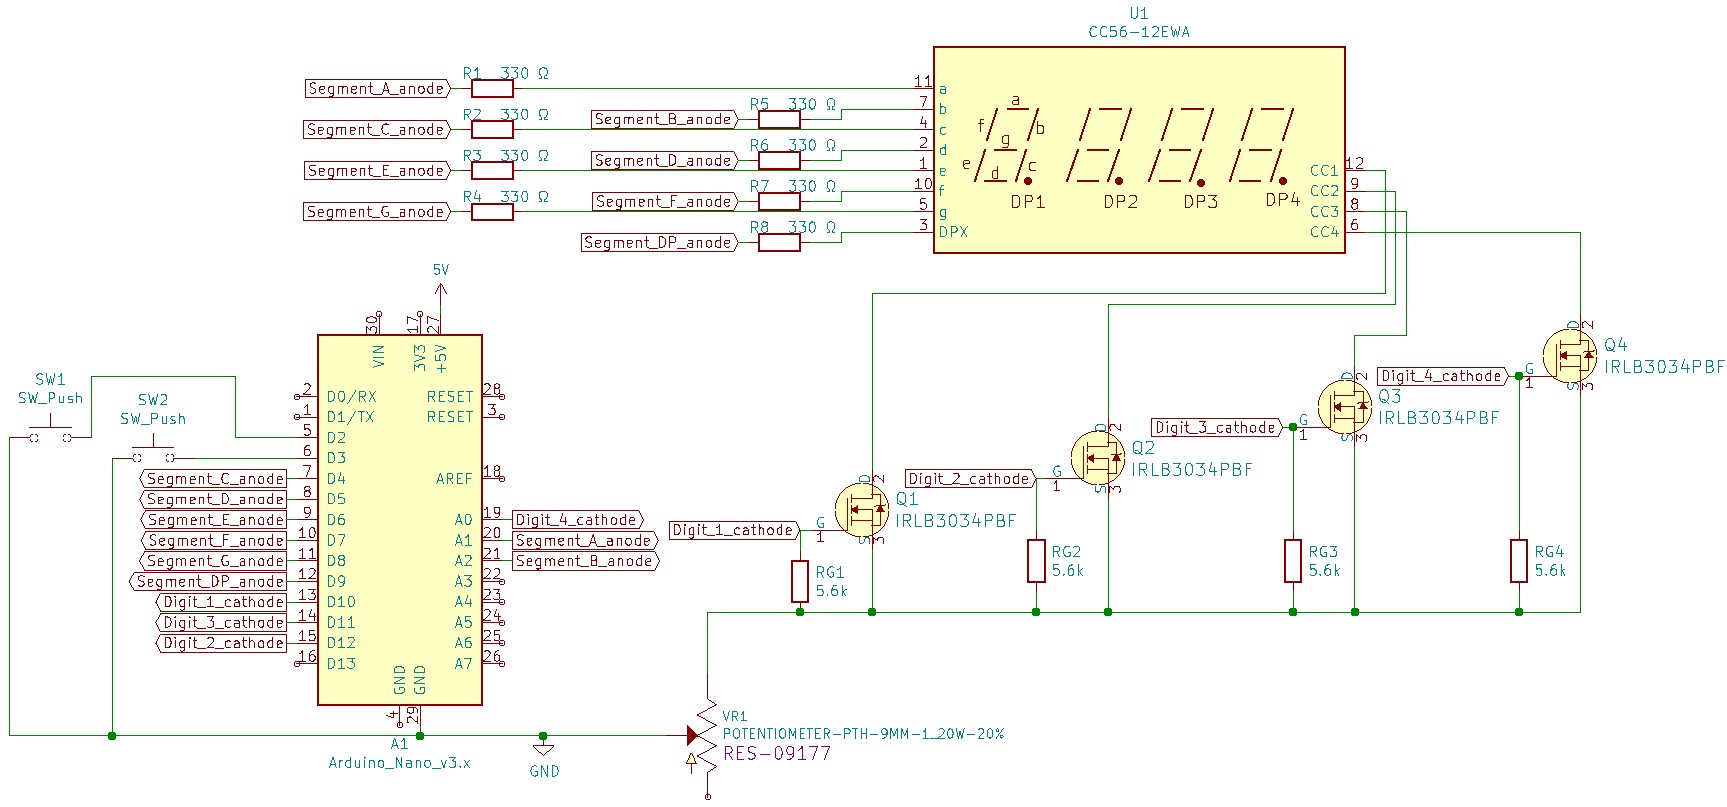 U1
CC56-12EWA
R1 330 Ω
Segment_A_anode
11 a
R5 330 Ω
Segment_B_anode
7 b
R2 330 Ω
Segment_C_anode
4 c
R6 330 Ω
Segment_D_anode
2 d
R3 330 Ω
Segment_E_anode
1 e
R7 330 Ω
Segment_F_anode
10 f
R4 330 Ω
Segment_G_anode
5 g
R8 330 Ω
Segment_DP_anode
3 DPX
a
f b
g
e d c
DP1 DP2 DP3 DP4
CC1 12
CC2 9
CC3 8
CC4 6
5V
30 17 27
VIN 3V3 +5V
SW1
SW_Push
SW2
SW_Push
2 D0/RX
1 D1/TX
5 D2
6 D3
Segment_C_anode 7 D4
Segment_D_anode 8 D5
Segment_E_anode 9 D6
Segment_F_anode 10 D7
Segment_G_anode 11 D8
Segment_DP_anode 12 D9
Digit_1_cathode 13 D10
Digit_3_cathode 14 D11
Digit_2_cathode 15 D12
16 D13
RESET 28
RESET 3
AREF 18
A0 19 Digit_4_cathode
A1 20 Segment_A_anode
A2 21 Segment_B_anode
A3 22
A4 23
A5 24
A6 25
A7 26
GND GND
4 29
A1
Arduino_Nano_v3.x
GND
Digit_1_cathode
G 1
D 2
S 3
Q1
IRLB3034PBF
RG1
5.6k
Digit_2_cathode
G 1
D 2
S 3
Q2
IRLB3034PBF
RG2
5.6k
Digit_3_cathode
G 1
D 2
S 3
Q3
IRLB3034PBF
RG3
5.6k
Digit_4_cathode
G 1
D 2
S 3
Q4
IRLB3034PBF
RG4
5.6k
VR1
POTENTIOMETER-PTH-9MM-1_20W-20%
RES-09177